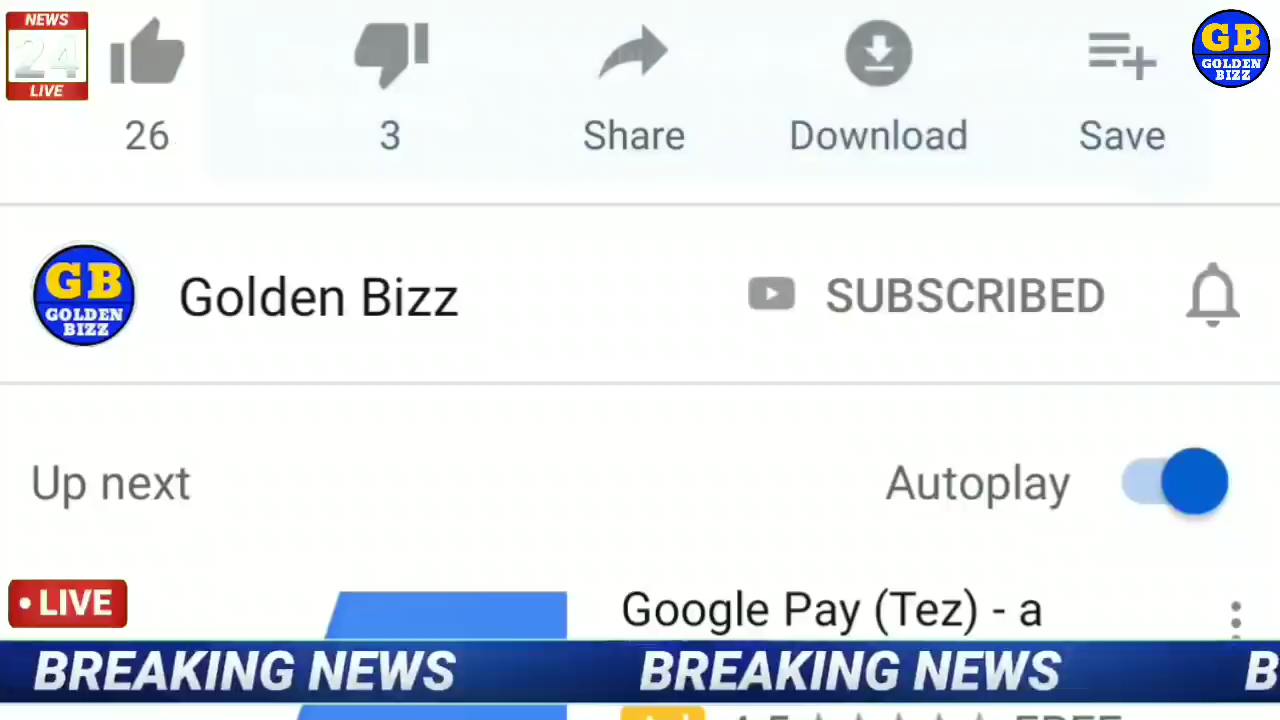 NEWS
24
LIVE
GB
GOLDEN
BIZZ
26
3
Share
Download
Save
GB
GOLDEN
BIZZ
Golden Bizz
SUBSCRIBED
Up next
Autoplay
• LIVE
Google Pay (Tez) - a
BREAKING NEWS BREAKING NEWS B